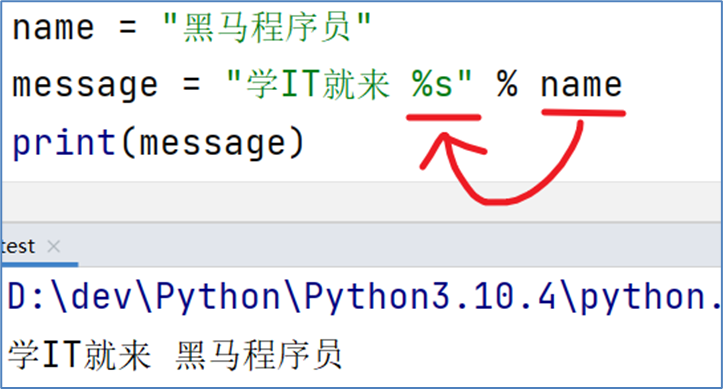 name = "黑马程序员"
message = "学IT就来 %s" % name
print(message)
test ×
D:\dev\Python\Python3.10.4\python.
学IT就来 黑马程序员